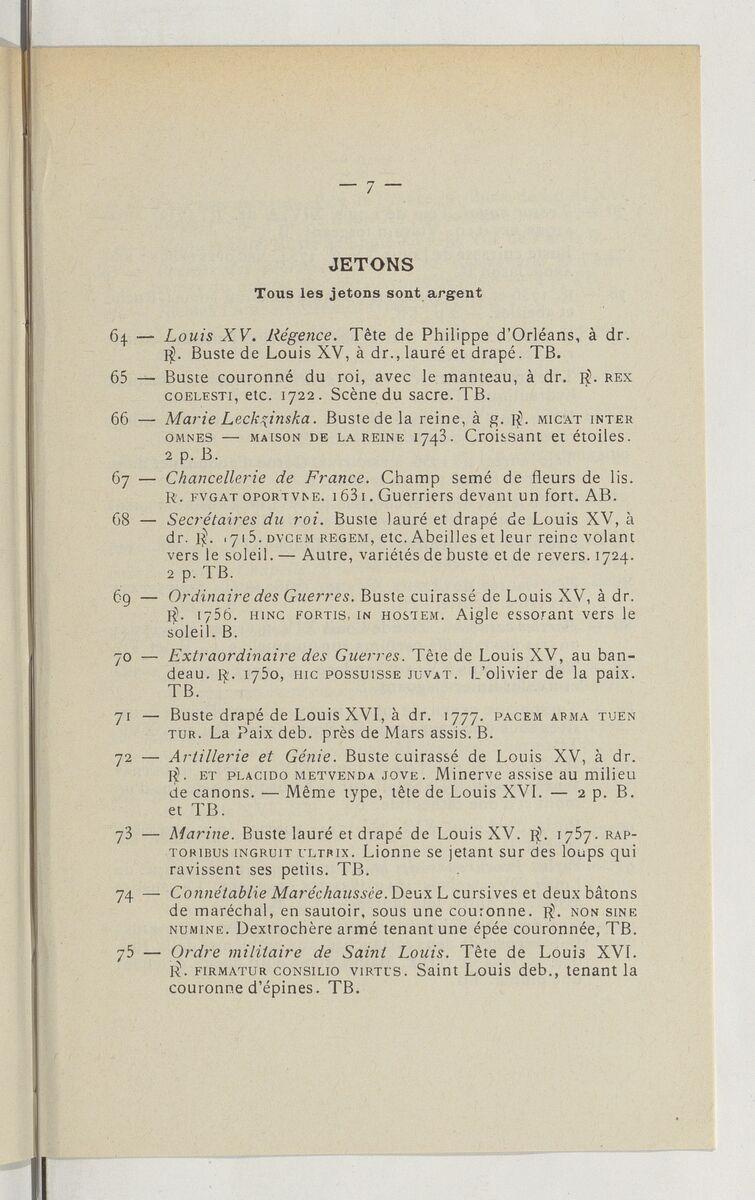 — 7 —
JETONS
Tous les jetons sont argent
64 — Louis XV. Régence. Tête de Philippe d'Orléans, à dr.
℞. Buste de Louis XV, à dr., lauré et drapé. TB.
65 — Buste couronné du roi, avec le manteau, à dr. ℞. REX
COELESTI, etc. 1722. Scène du sacre. TB.
66 — Marie Leckzinska. Buste de la reine, à g. ℞. MICAT INTER
OMNES — MAISON DE LA REINE 1743. Croissant et étoiles.
2 p. B.
67 — Chancellerie de France. Champ semé de fleurs de lis.
℞. FVGAT OPORTVNE. 1631. Guerriers devant un fort. AB.
68 — Secrétaires du roi. Buste lauré et drapé de Louis XV, à
dr. ℞. 1715. DVCEM REGEM, etc. Abeilles et leur reine volant
vers le soleil. — Autre, variétés de buste et de revers. 1724.
2 p. TB.
69 — Ordinaire des Guerres. Buste cuirassé de Louis XV, à dr.
℞. 1756. HINC FORTIS, IN HOSTEM. Aigle essorant vers le
soleil. B.
70 — Extraordinaire des Guerres. Tête de Louis XV, au ban-
deau. ℞. 1750, HIC POSSUISSE JUVAT. L'olivier de la paix.
TB.
71 — Buste drapé de Louis XVI, à dr. 1777. PACEM ARMA TUEN
TUR. La Paix deb. près de Mars assis. B.
72 — Artillerie et Génie. Buste cuirassé de Louis XV, à dr.
℞. ET PLACIDO METVENDA JOVE. Minerve assise au milieu
de canons. — Même type, tête de Louis XVI. — 2 p. B.
et TB.
73 — Marine. Buste lauré et drapé de Louis XV. ℞. 1757. RAP-
TORIBUS INGRUIT ULTRIX. Lionne se jetant sur des loups qui
ravissent ses petits. TB.
74 — Connétablie Maréchaussée. Deux L cursives et deux bâtons
de maréchal, en sautoir, sous une couronne. ℞. NON SINE
NUMINE. Dextrochère armé tenant une épée couronnée, TB.
75 — Ordre militaire de Saint Louis. Tête de Louis XVI.
℞. FIRMATUR CONSILIO VIRTUS. Saint Louis deb., tenant la
couronne d'épines. TB.